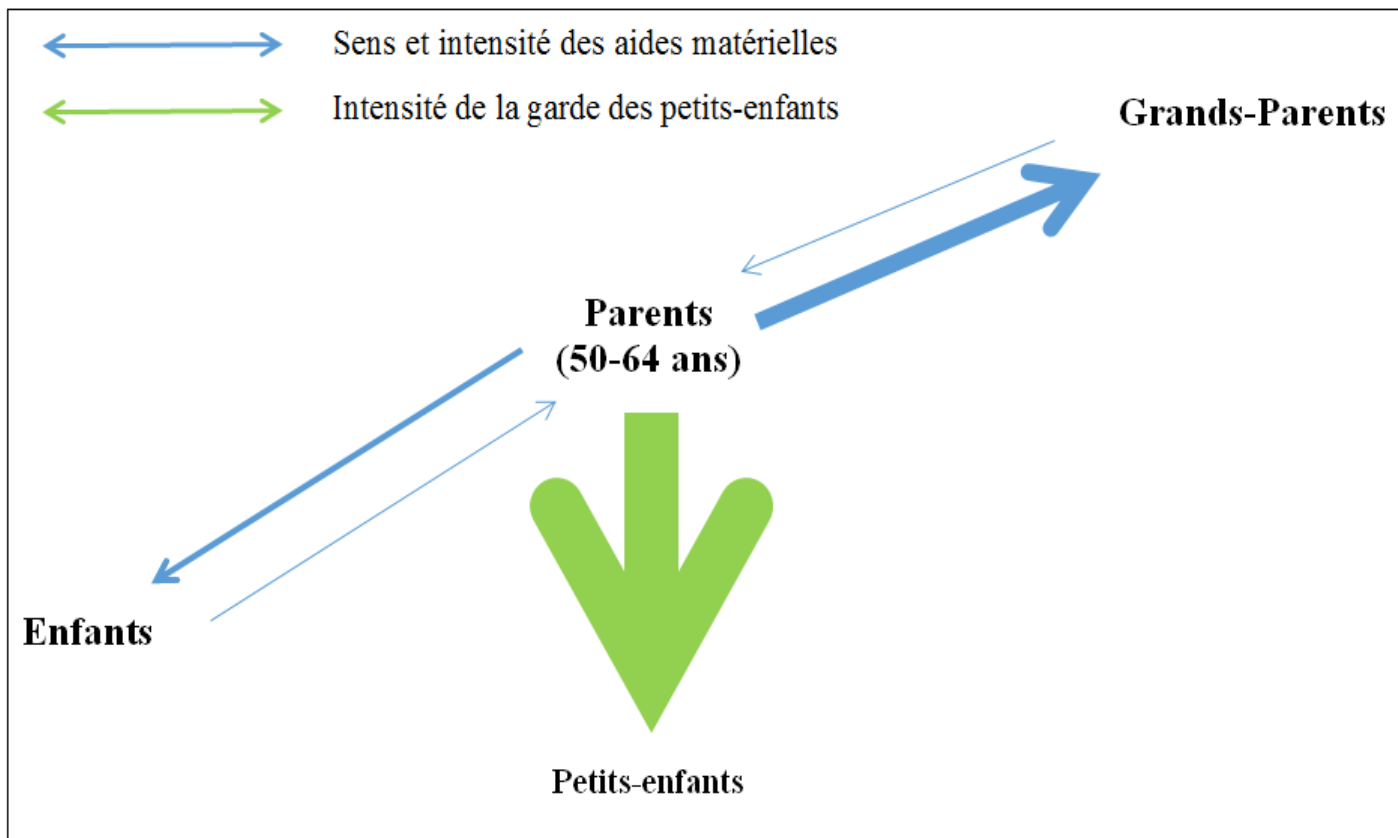 Sens et intensité des aides matérielles
Intensité de la garde des petits-enfants
Grands-Parents
Parents
(50-64 ans)
Enfants
Petits-enfants